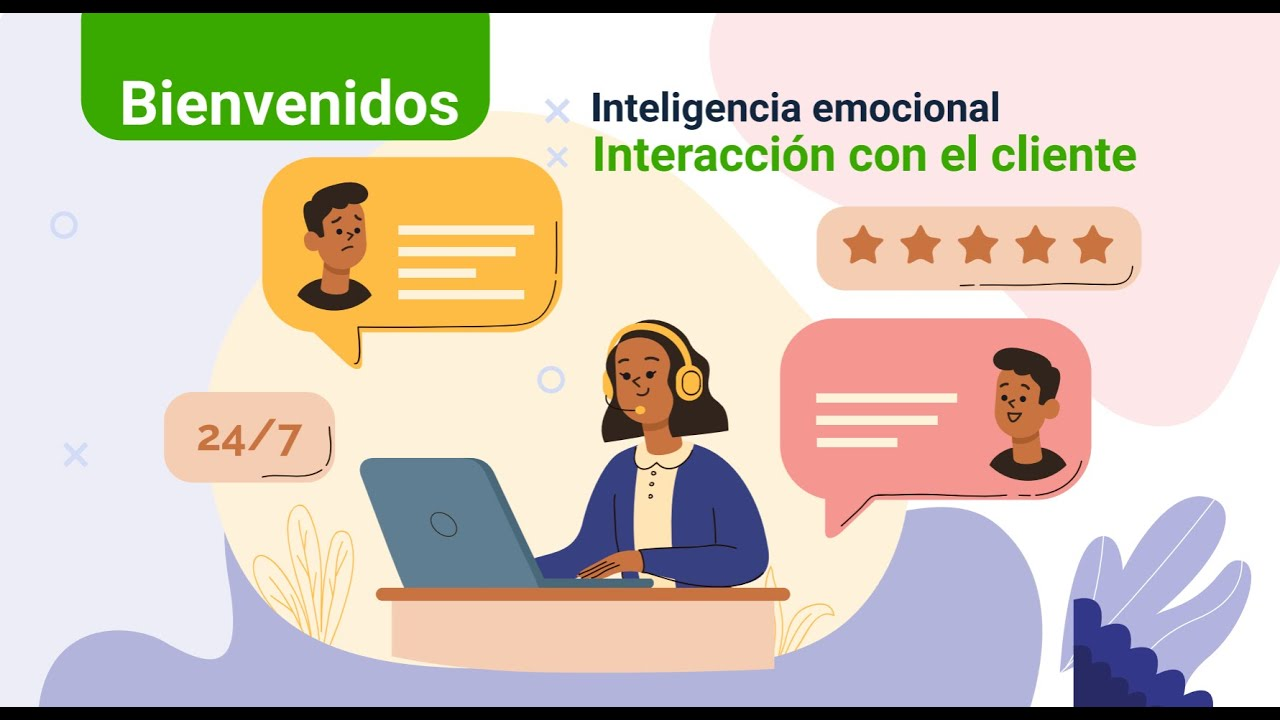 Bienvenidos
Inteligencia emocional
Interacción con el cliente
24/7